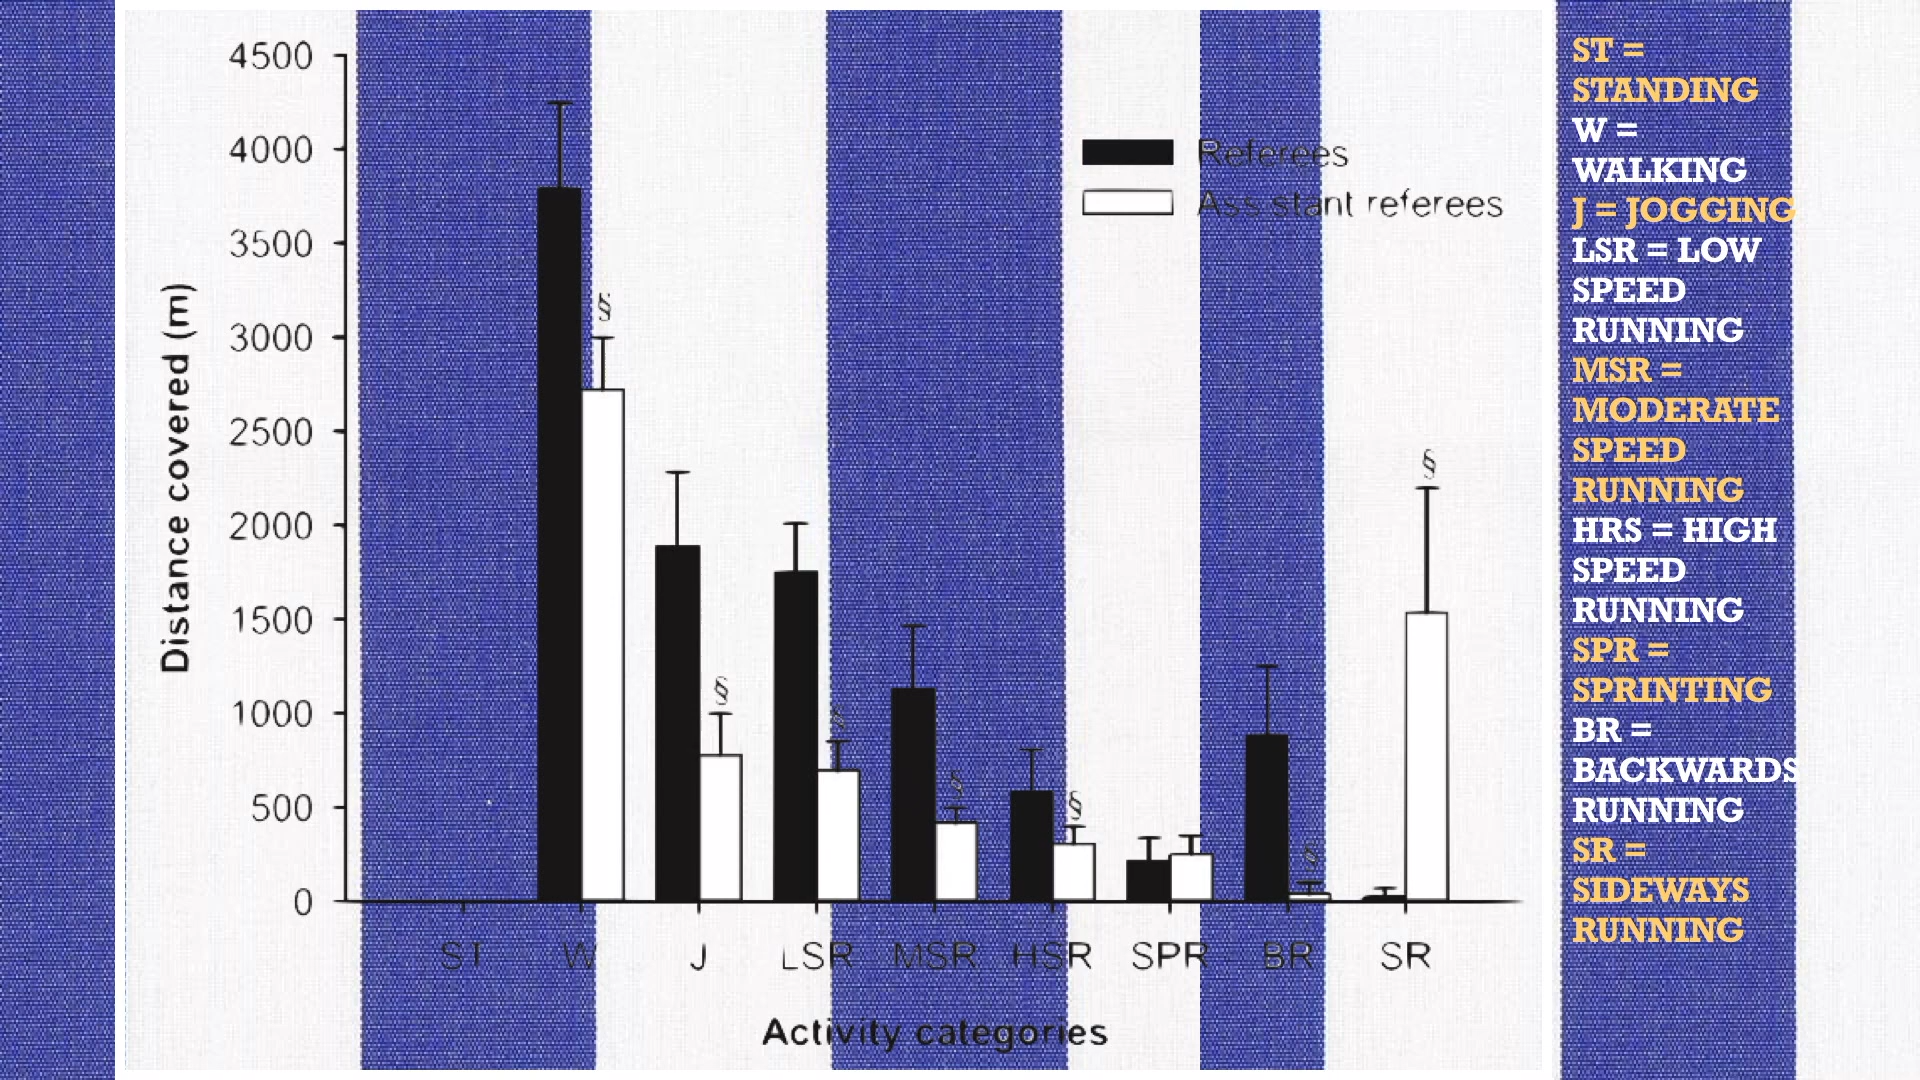 4500
4000
3500
3000
2500
2000
1500
1000
500
0
Distance covered (m)
Referees
Assistant referees
§
§
§
§
§
§
§
ST W J LSR MSR HSR SPR BR SR
Activity categories
ST =
STANDING
W =
WALKING
J = JOGGING
LSR = LOW
SPEED
RUNNING
MSR =
MODERATE
SPEED
RUNNING
HRS = HIGH
SPEED
RUNNING
SPR =
SPRINTING
BR =
BACKWARDS
RUNNING
SR =
SIDEWAYS
RUNNING